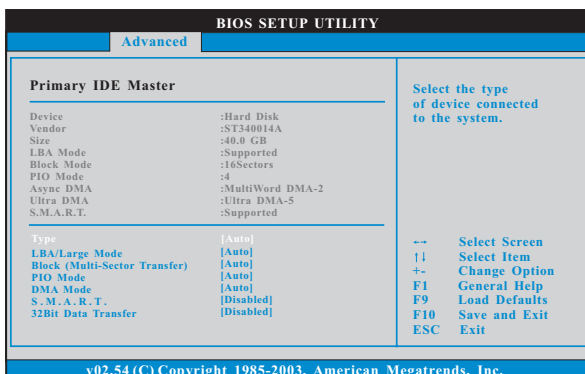 BIOS SETUP UTILITY
Advanced
Primary IDE Master
Device :Hard Disk
Vendor :ST340014A
Size :40.0 GB
LBA Mode :Supported
Block Mode :16Sectors
PIO Mode :4
Async DMA :MultiWord DMA-2
Ultra DMA :Ultra DMA-5
S.M.A.R.T. :Supported
Type [Auto]
LBA/Large Mode [Auto]
Block (Multi-Sector Transfer) [Auto]
PIO Mode [Auto]
DMA Mode [Auto]
S.M.A.R.T. [Disabled]
32Bit Data Transfer [Disabled]
Select the type
of device connected
to the system.
←→ Select Screen
↑↓ Select Item
+- Change Option
F1 General Help
F9 Load Defaults
F10 Save and Exit
ESC Exit
v02.54 (C) Copyright 1985-2003, American Megatrends, Inc.